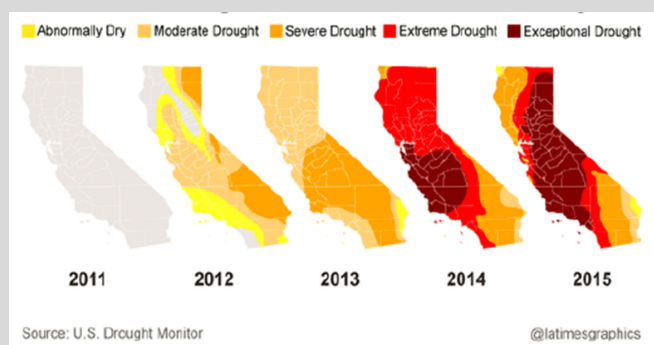 Abnormally Dry Moderate Drought Severe Drought Extreme Drought Exceptional Drought
2011 2012 2013 2014 2015
Source: U.S. Drought Monitor @latimesgraphics